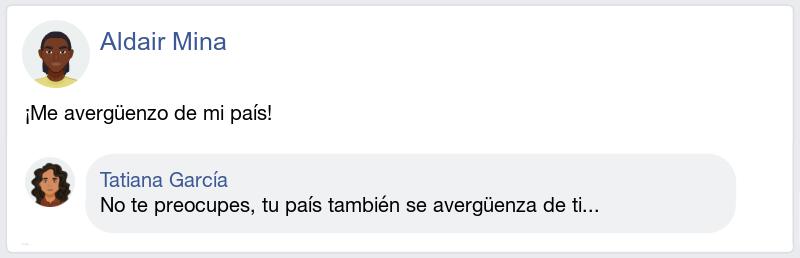 Aldair Mina
¡Me avergüenzo de mi país!
Tatiana García
No te preocupes, tu país también se avergüenza de ti...